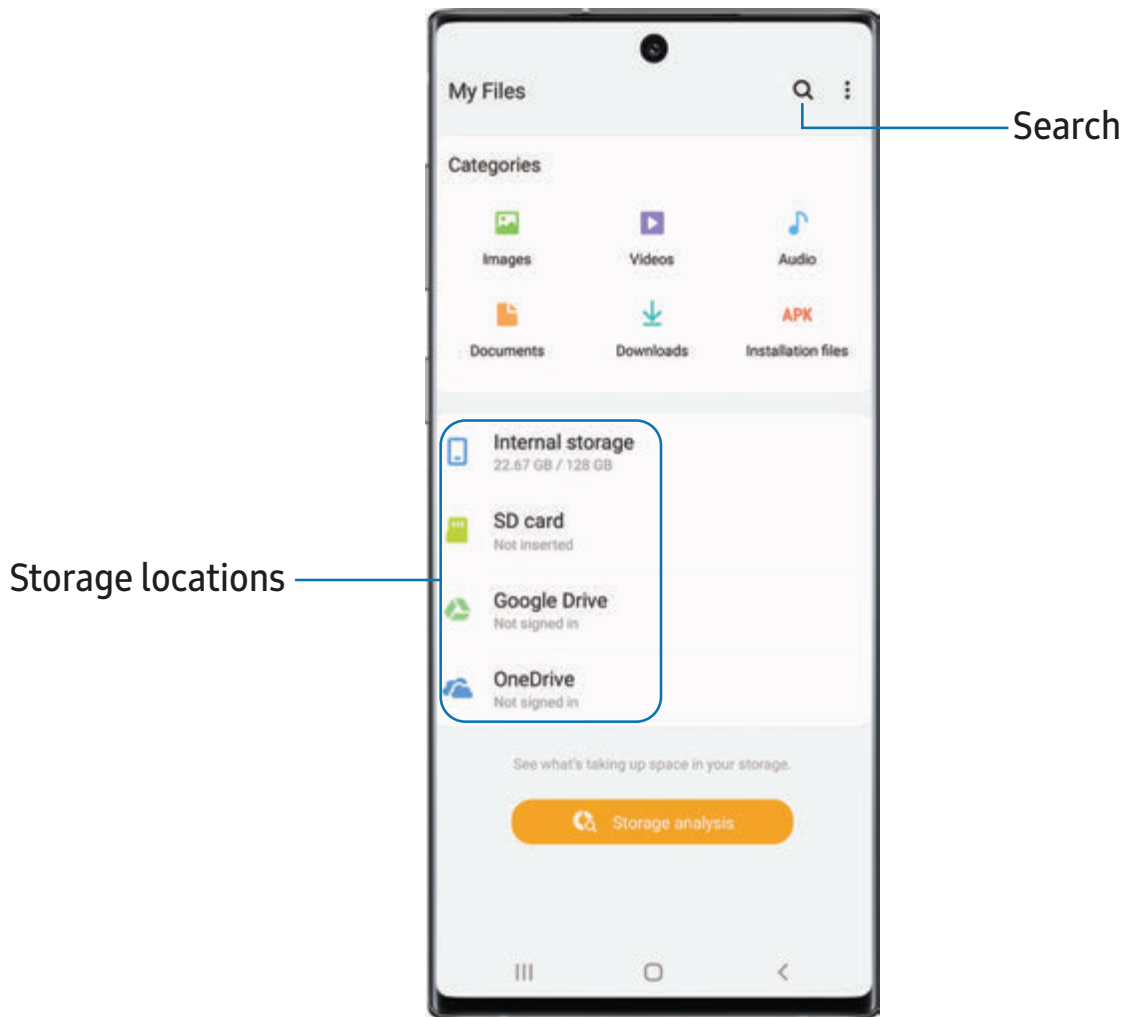 My Files
Search
Categories
Images Videos Audio
APK
Documents Downloads Installation files
Internal storage
22.67 GB / 128 GB
SD card
Not inserted
Storage locations
Google Drive
Not signed in
OneDrive
Not signed in
See what's taking up space in your storage.
Storage analysis